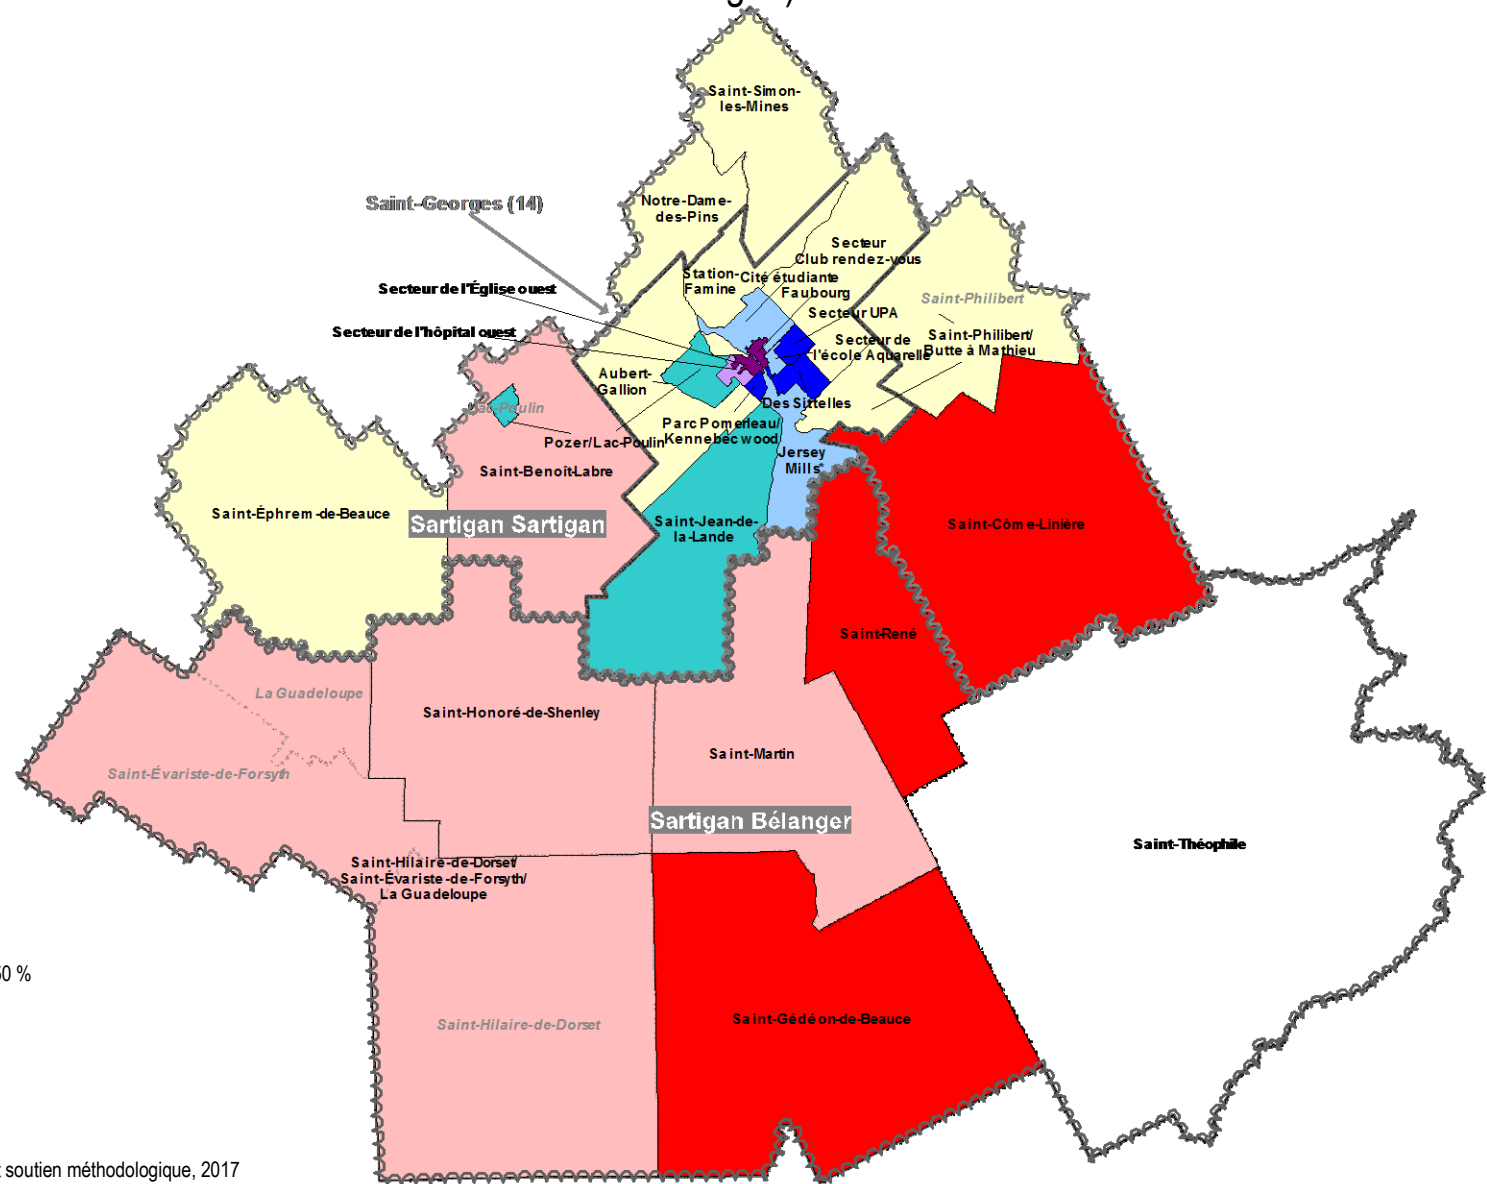 Saint-Simon-
les-Mines
Saint-Georges (14)
Notre-Dame-
des-Pins
Secteur
Club rendez-vous
Station-
Famine
Cité étudiante
Faubourg
Secteur de l'Église ouest
Saint-Philibert
Secteur UPA
Secteur de l'hôpital ouest
Saint-Philibert/
Butte à Mathieu
Secteur de
l'école Aquarelle
Aubert-
Gallion
Lac-Poulin
Des Sittelles
Parc Pomerleau/
Kennebec wood
Pozer/Lac-Poulin
Jersey
Mills*
Saint-Benoît-Labre
Saint-Éphrem-de-Beauce
Sartigan Sartigan
Saint-Jean-de-
la-Lande
Saint-Côme-Linière
Saint-René
La Guadeloupe
Saint-Honoré-de-Shenley
Saint-Martin
Saint-Évariste-de-Forsyth
Sartigan Bélanger
Saint-Théophile
Saint-Hilaire-de-Dorset/
Saint-Évariste-de-Forsyth/
La Guadeloupe
0 %
Saint-Gédéon-de-Beauce
Saint-Hilaire-de-Dorset
soutien méthodologique, 2017